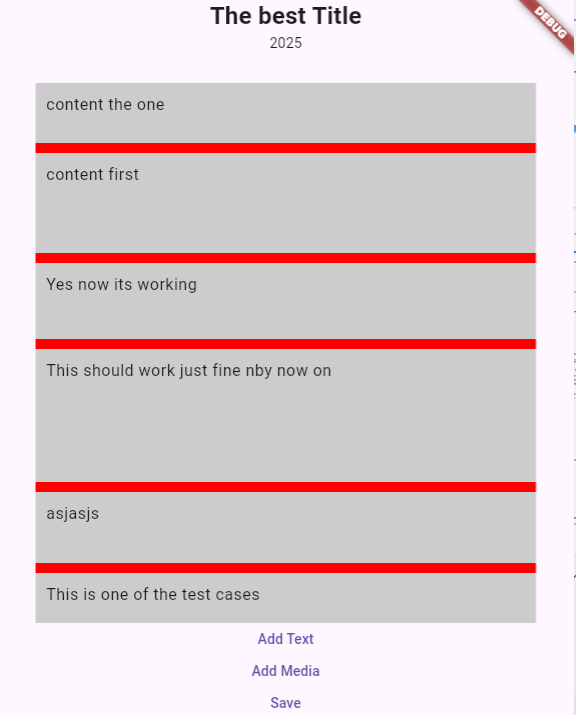 The best Title
DEBUG
2025
content the one
content first
Yes now its working
This should work just fine nby now on
asjasjs
This is one of the test cases
Add Text
Add Media
Save